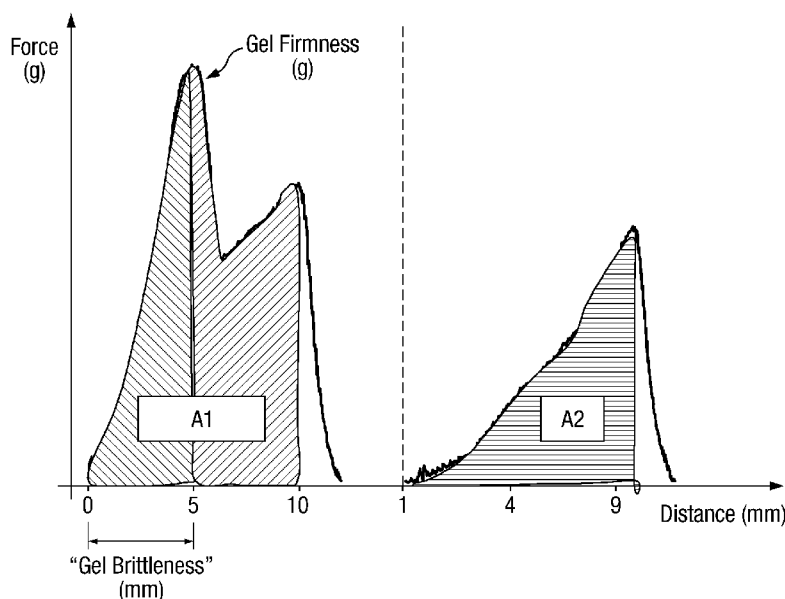 Force
(g)
Gel Firmness
(g)
A1
A2
0
5
10
1
4
9
Distance (mm)
“Gel Brittleness”
(mm)